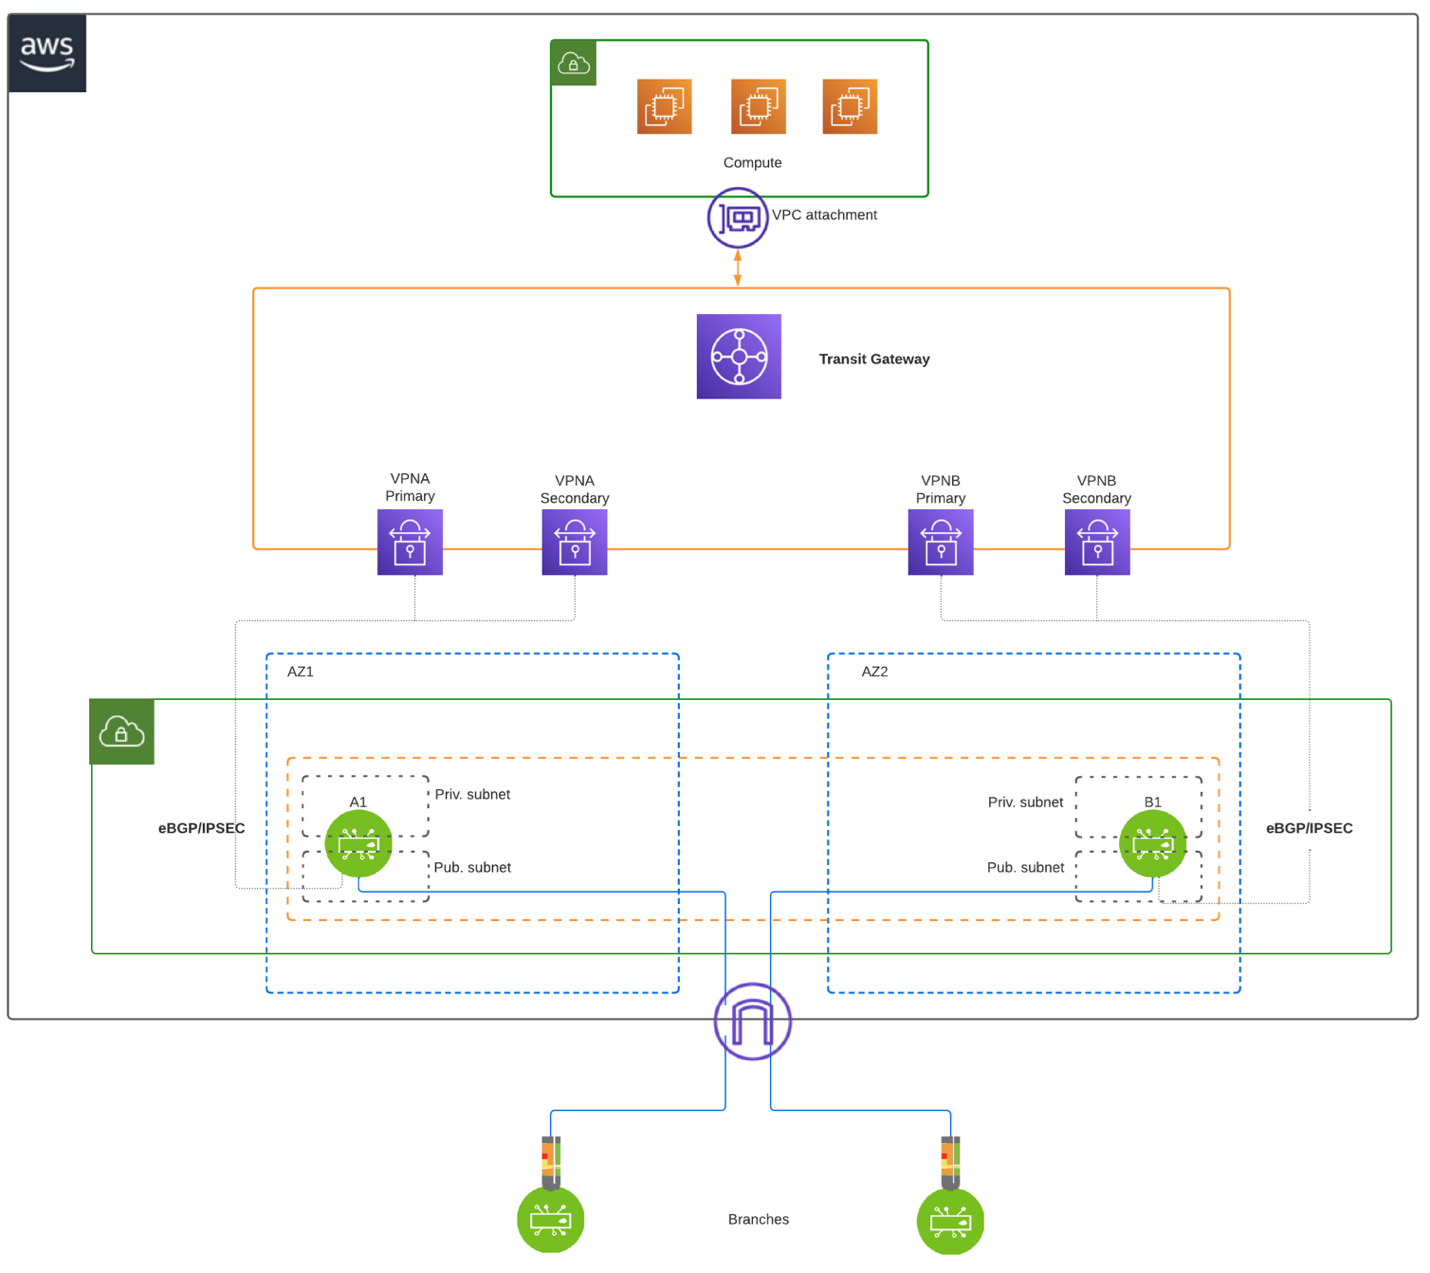 aws
Compute
VPC attachment
Transit Gateway
VPNA
Primary
VPNA
Secondary
VPNB
Primary
VPNB
Secondary
AZ1
AZ2
A1
Priv. subnet
Priv. subnet
B1
eBGP/IPSEC
eBGP/IPSEC
Pub. subnet
Pub. subnet
Branches